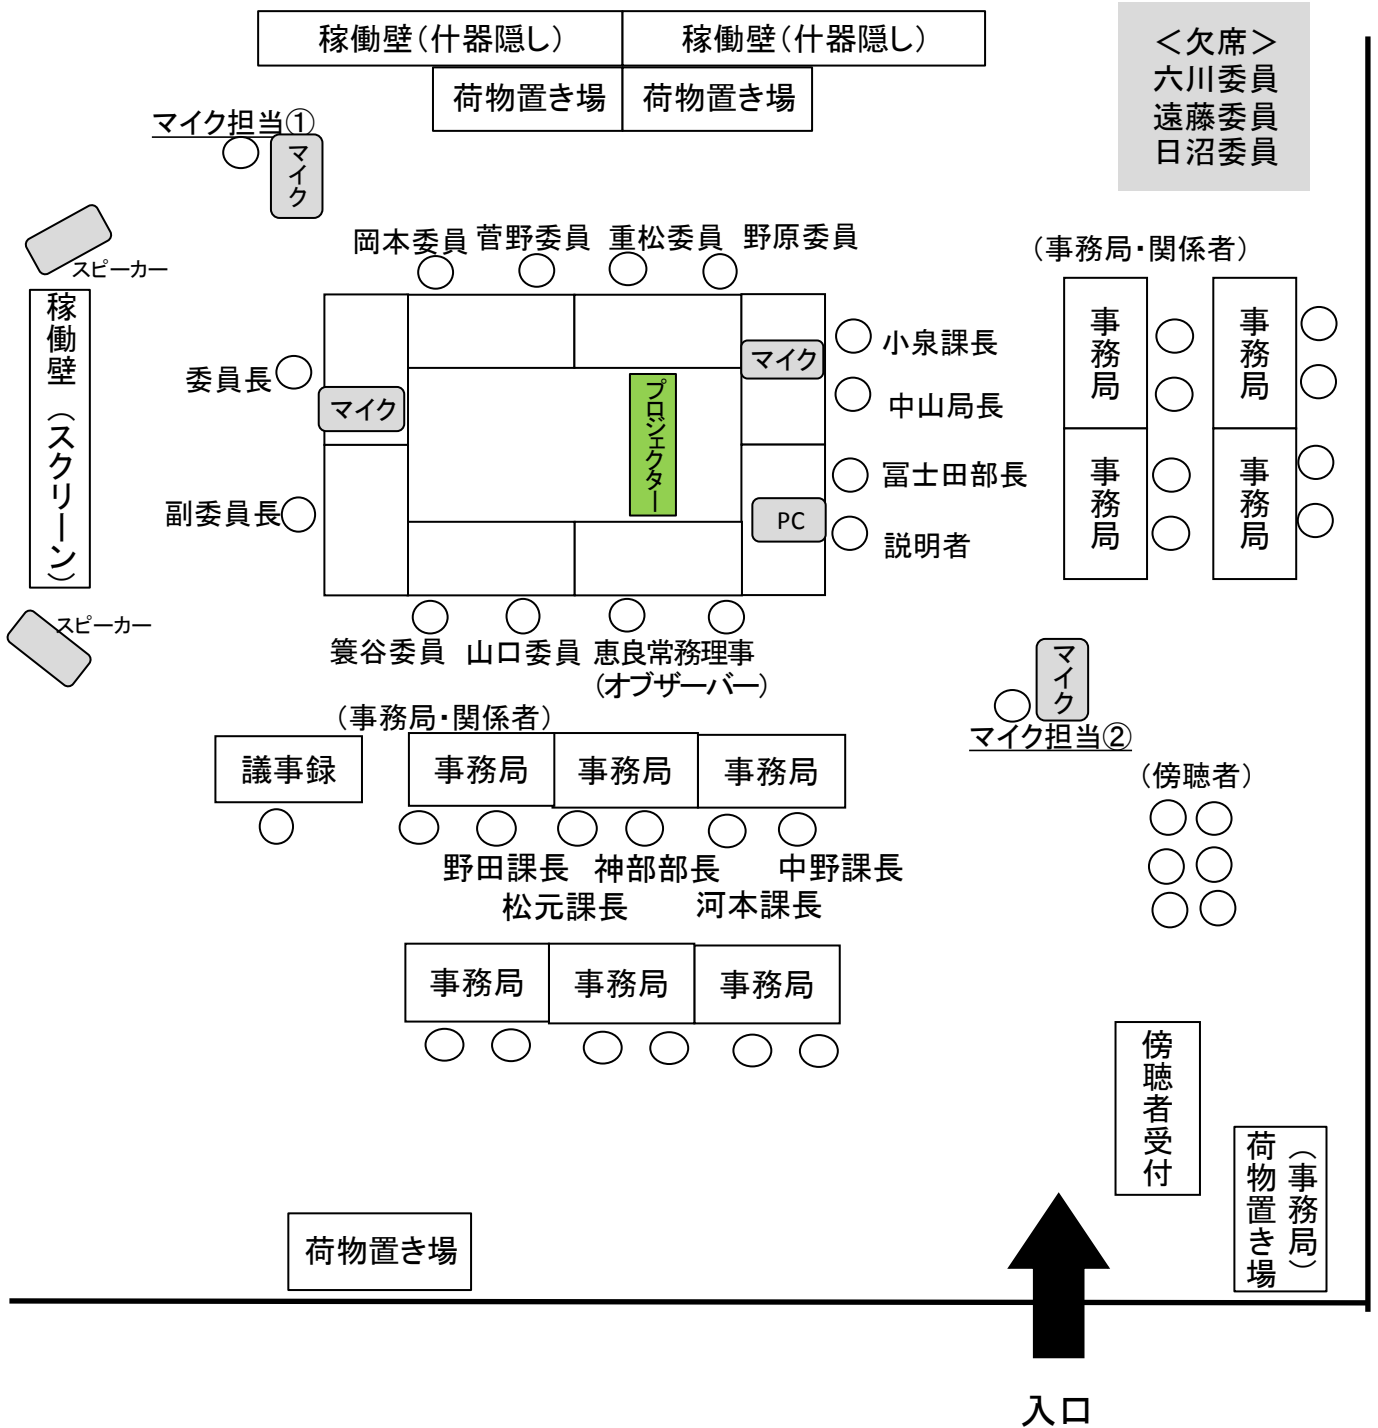 稼働壁（什器隠し）
稼働壁（什器隠し）
荷物置き場
荷物置き場
＜欠席＞
六川委員
遠藤委員
日沼委員
マイク担当①
マイク
スピーカー
稼働壁（スクリーン）
スピーカー
岡本委員
菅野委員
重松委員
野原委員
委員長
副委員長
マイク
プロジェクター
マイク
PC
小泉課長
中山局長
冨士田部長
説明者
（事務局・関係者）
事務局
事務局
事務局
事務局
簑谷委員
山口委員
恵良常務理事
（オブザーバー）
マイク
マイク担当②
（事務局・関係者）
議事録
事務局
事務局
事務局
野田課長
神部部長
中野課長
松元課長
河本課長
（傍聴者）
事務局
事務局
事務局
傍聴者受付
（事務局）
荷物置き場
荷物置き場
入口